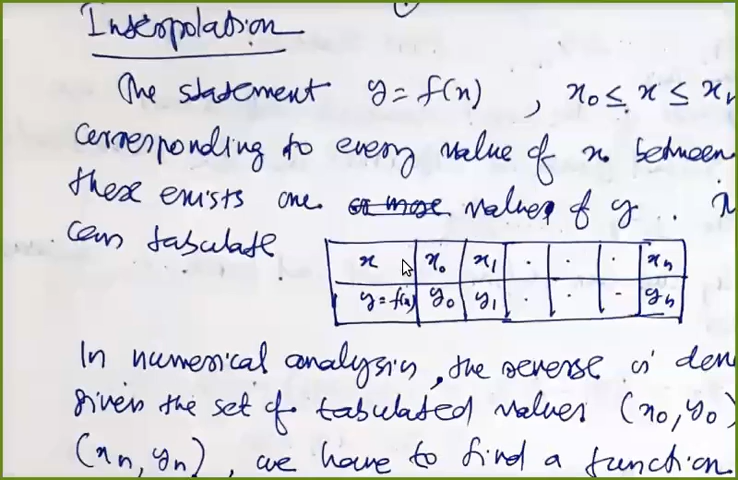 Interpolation
The statement y = f(x) , x₀ ≤ x ≤ x
corresponding to every value of x between
there exists one or more values of y .
can tabulate
x x₀ x₁ . . . xₙ
y = f(x) y₀ y₁ . . . yₙ
In numerical analysis, the reverse is
given the set of tabulated values (x₀, y₀)
(xₙ, yₙ), we have to find a function